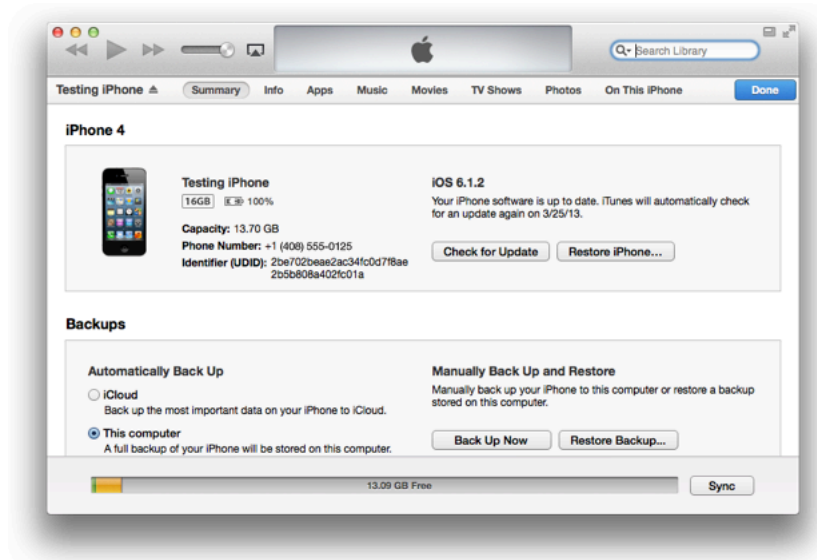 Search Library
Testing iPhone
Summary Info Apps Music Movies TV Shows Photos On This iPhone Done
iPhone 4
Testing iPhone
16GB 100%
Capacity: 13.70 GB
Phone Number: +1 (408) 555-0125
Identifier (UDID): 2be702beae2ac34fc0d7f8ae
2b5b808a402fc01a
iOS 6.1.2
Your iPhone software is up to date. iTunes will automatically check
for an update again on 3/25/13.
Check for Update Restore iPhone...
Backups
Automatically Back Up
iCloud
Back up the most important data on your iPhone to iCloud.
This computer
A full backup of your iPhone will be stored on this computer.
Manually Back Up and Restore
Manually back up your iPhone to this computer or restore a backup
stored on this computer.
Back Up Now Restore Backup...
13.09 GB Free Sync